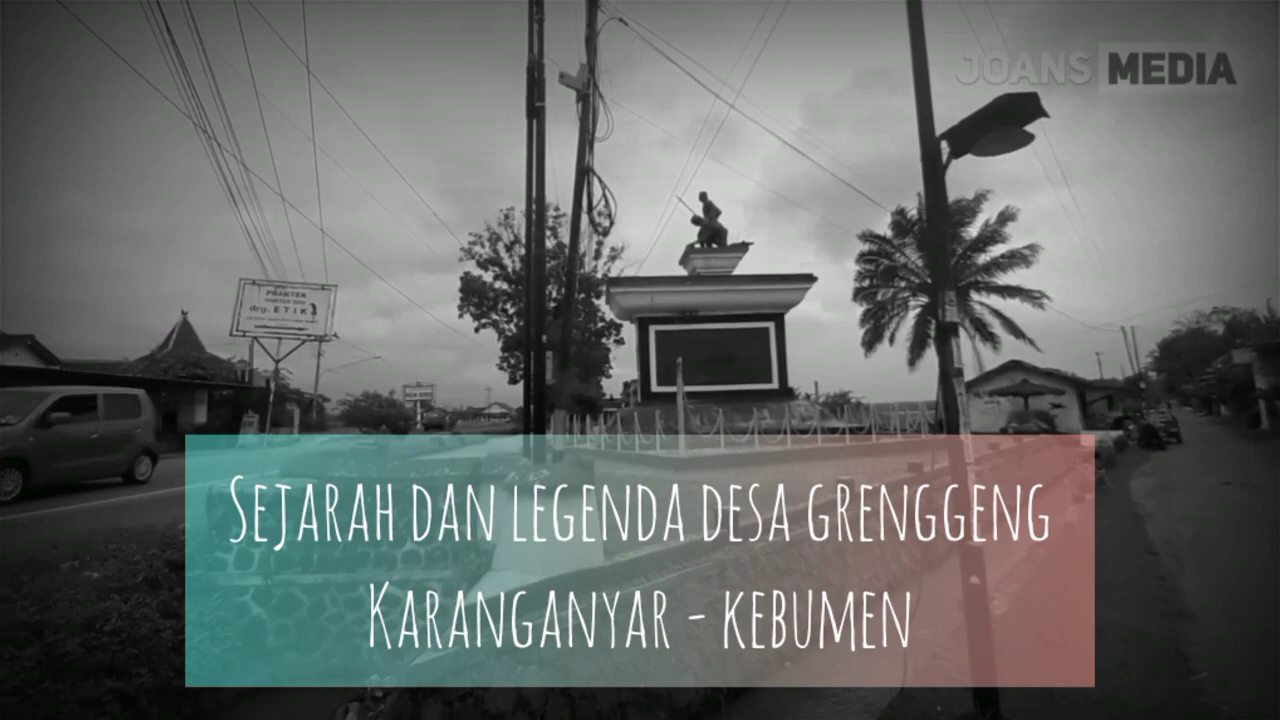 JOANS MEDIA
PRAKTEK
drg. ETIK
Sejarah dan legenda desa grenggeng
Karanganyar - kebumen